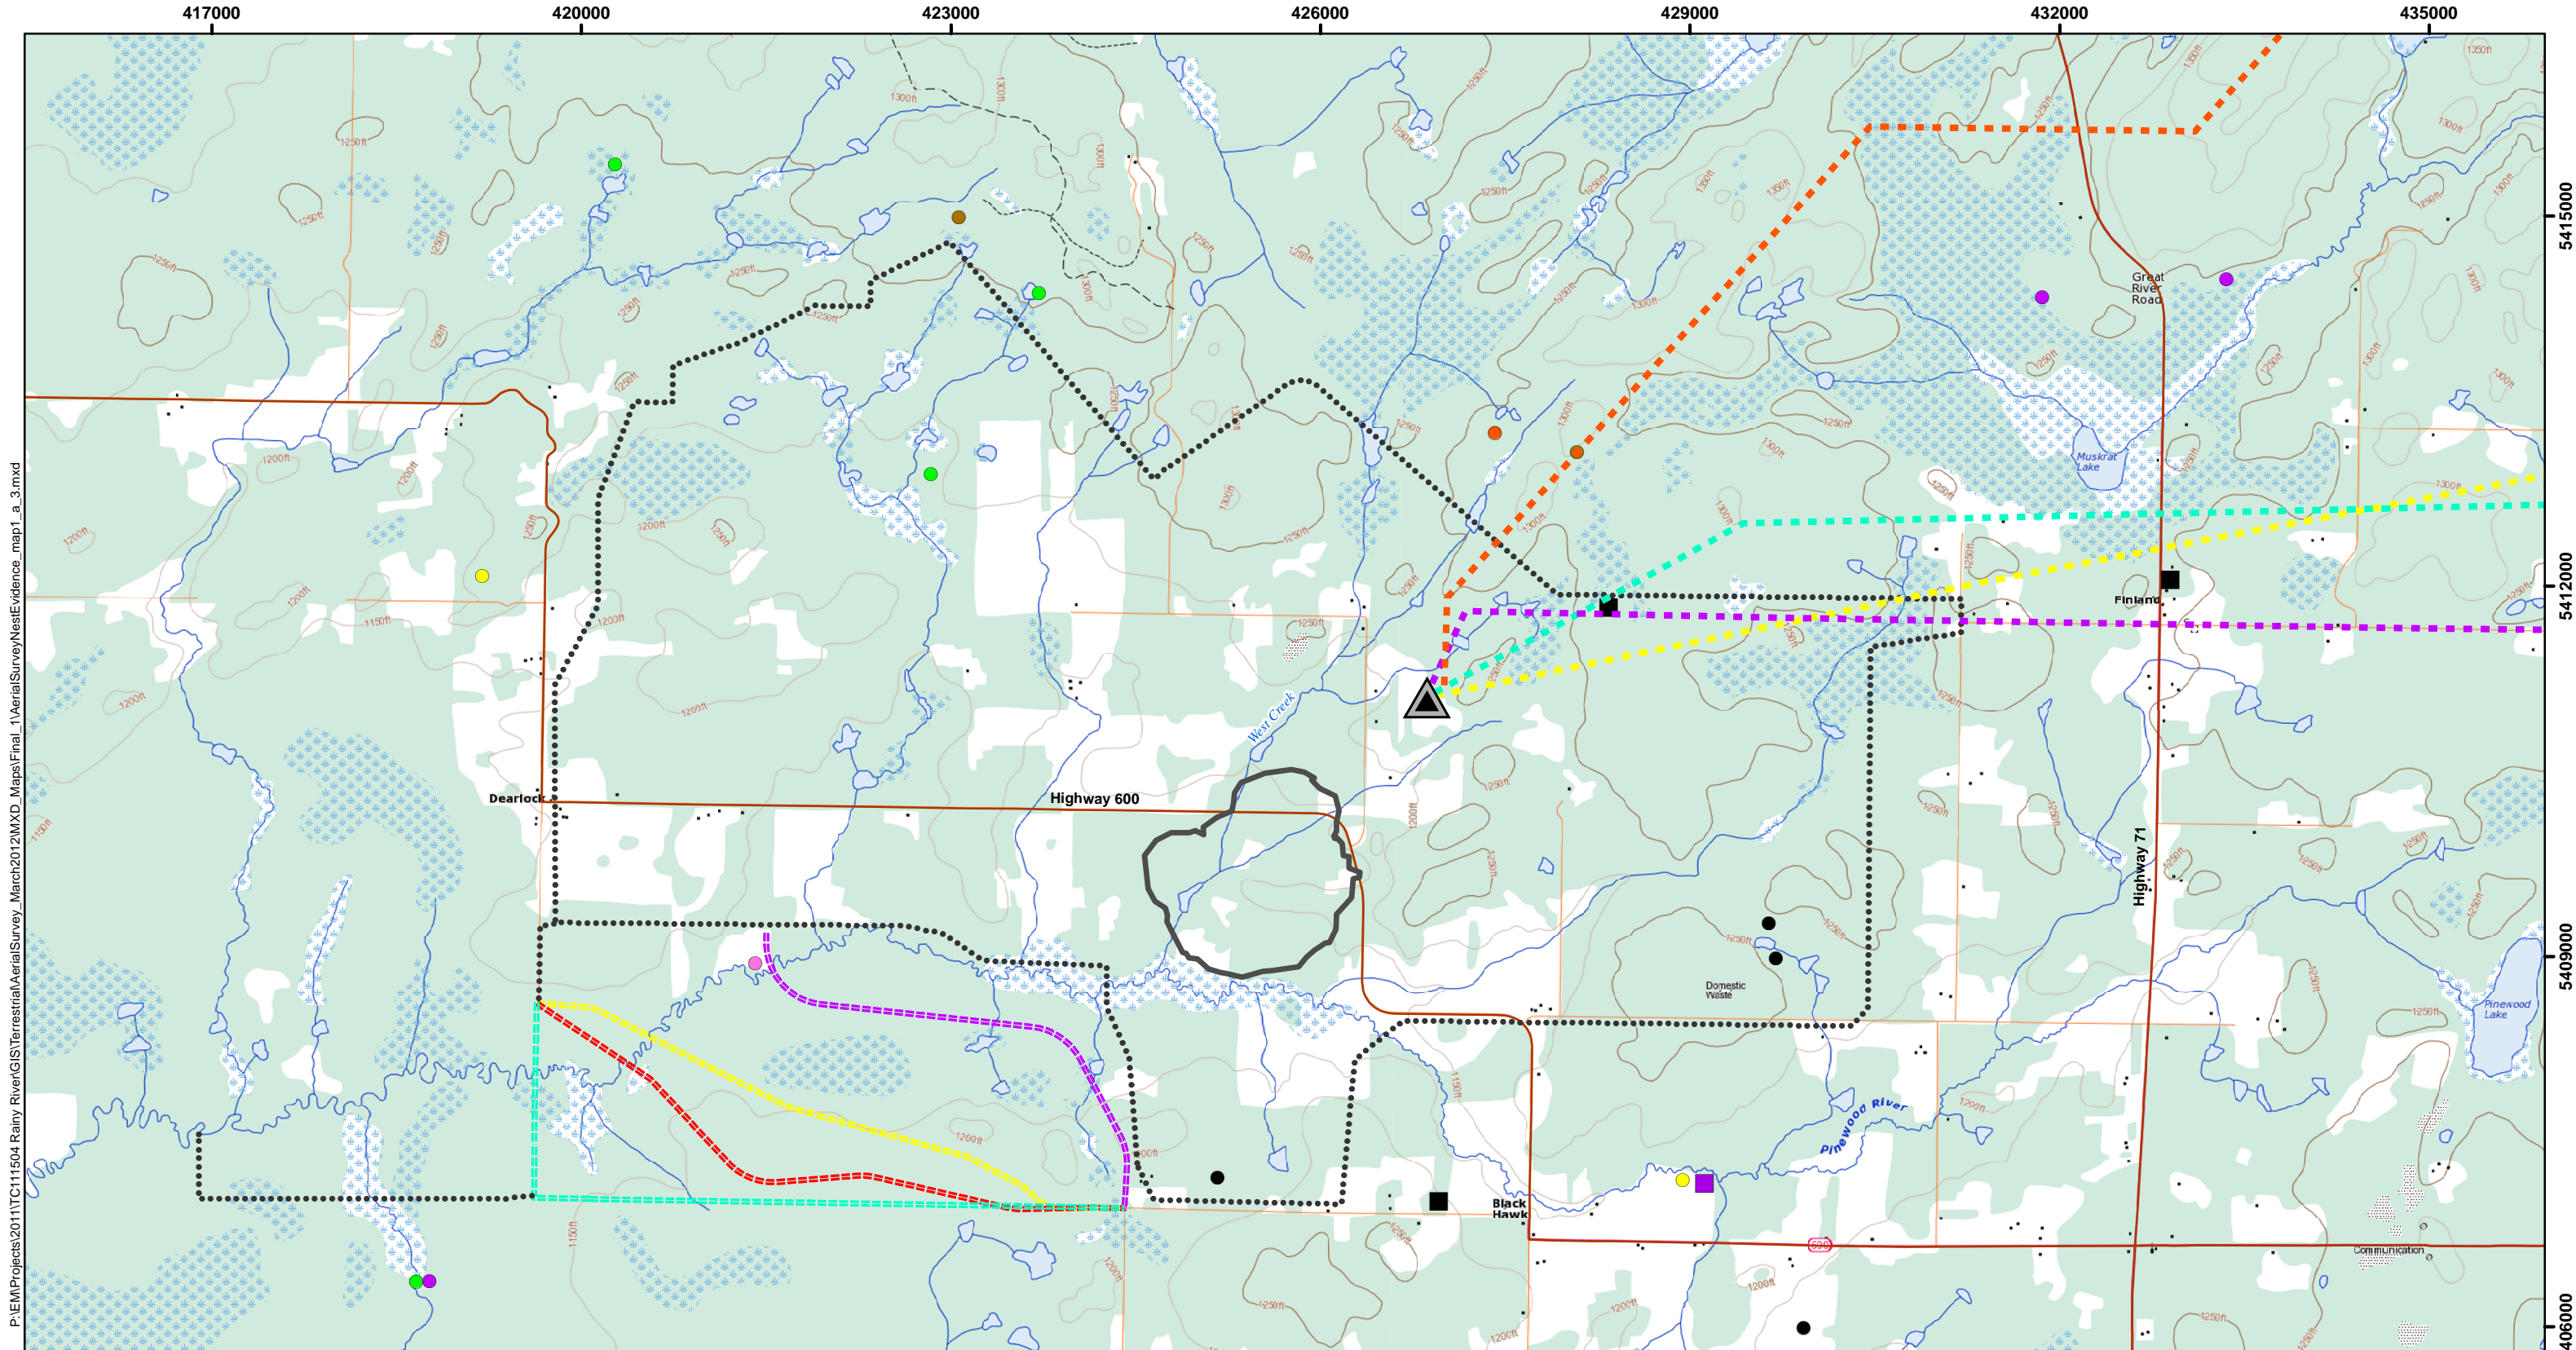 417000 420000 423000 426000 429000 432000 435000
5415000
5412000
5409000
5406000
P:\EM\Projects\2011\TC111504 Rainy River\GIS\Terrestrial\AerialSurvey_March2012\MXD_Maps\Final_1\AerialSurveyNestEvidence_map1_a_3.mxd
Great
River
Road
Muskrat
Lake
Finland
West Creek
Dearlock
Highway 600
Highway 71
Domestic
Waste
Pinewood
Lake
Pinewood River
Black
Hawk
Communication
1350ft
1300ft
1250ft
1200ft
1150ft